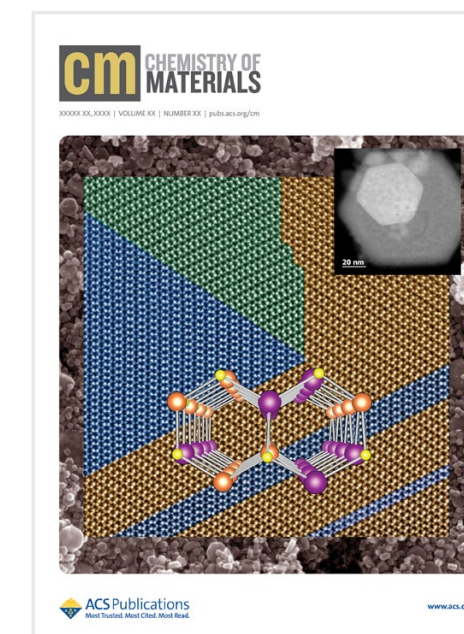 cm CHEMISTRY OF
MATERIALS
XXXXX XX, XXXX | VOLUME XX | NUMBER XX | pubs.acs.org/cm
20 nm
ACS Publications
Most Trusted. Most Cited. Most Read.
www.acs.